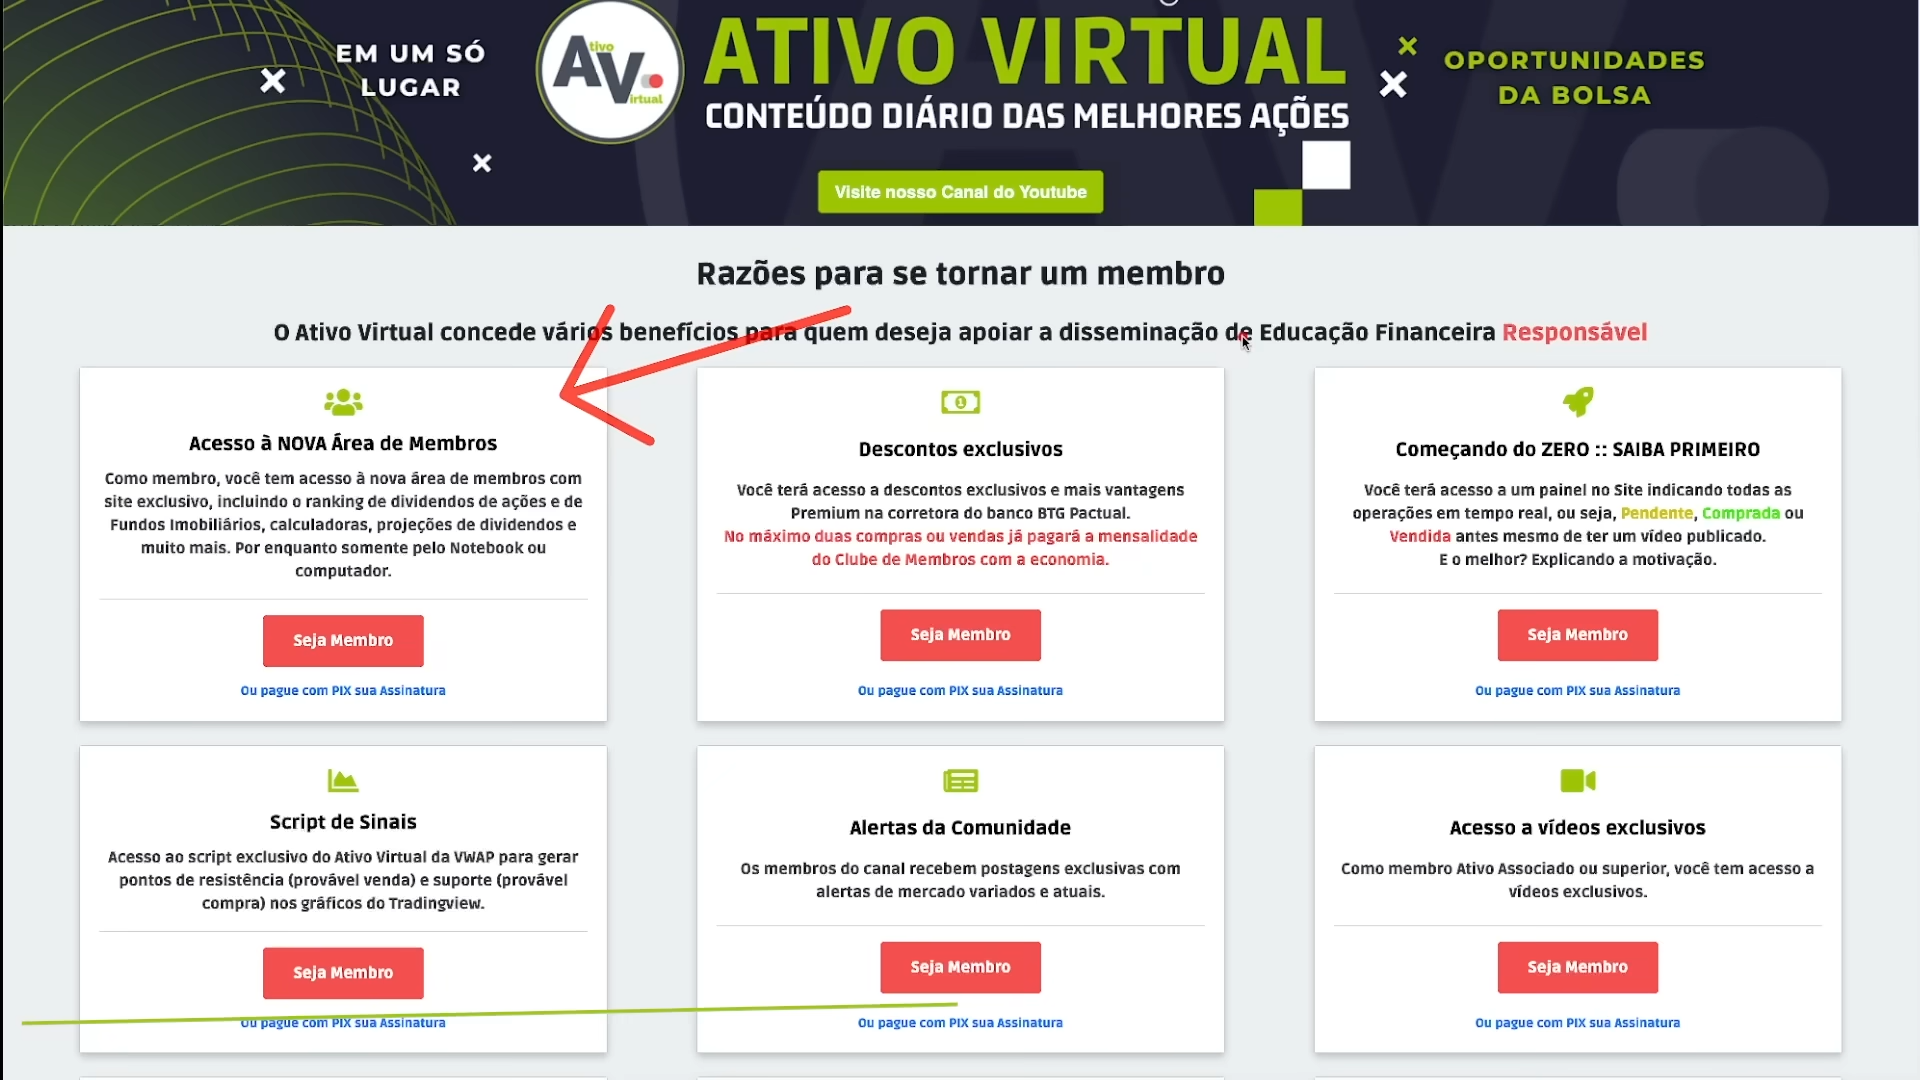 EM UM SÓ
LUGAR
Ativo
Virtual
ATIVO VIRTUAL
CONTEÚDO DIÁRIO DAS MELHORES AÇÕES
Visite nosso Canal do Youtube
OPORTUNIDADES
DA BOLSA
Razões para se tornar um membro
O Ativo Virtual concede vários benefícios para quem deseja apoiar a disseminação de Educação Financeira Responsável
Acesso à NOVA Área de Membros
Como membro, você tem acesso à nova área de membros com
site exclusivo, incluindo o ranking de dividendos de ações e de
Fundos Imobiliários, calculadoras, projeções de dividendos e
muito mais. Por enquanto somente pelo Notebook ou
computador.
Seja Membro
Ou pague com PIX sua Assinatura
Descontos exclusivos
Você terá acesso a descontos exclusivos e mais vantagens
Premium na corretora do banco BTG Pactual.
No máximo duas compras ou vendas já pagará a mensalidade
do Clube de Membros com a economia.
Seja Membro
Ou pague com PIX sua Assinatura
Começando do ZERO :: SAIBA PRIMEIRO
Você terá acesso a um painel no Site indicando todas as
operações em tempo real, ou seja, Pendente, Comprada ou
Vendida antes mesmo de ter um vídeo publicado.
E o melhor? Explicando a motivação.
Seja Membro
Ou pague com PIX sua Assinatura
Script de Sinais
Acesso ao script exclusivo do Ativo Virtual da VWAP para gerar
pontos de resistência (provável venda) e suporte (provável
compra) nos gráficos do Tradingview.
Seja Membro
Ou pague com PIX sua Assinatura
Alertas da Comunidade
Os membros do canal recebem postagens exclusivas com
alertas de mercado variados e atuais.
Seja Membro
Ou pague com PIX sua Assinatura
Acesso a vídeos exclusivos
Como membro Ativo Associado ou superior, você tem acesso a
vídeos exclusivos.
Seja Membro
Ou pague com PIX sua Assinatura